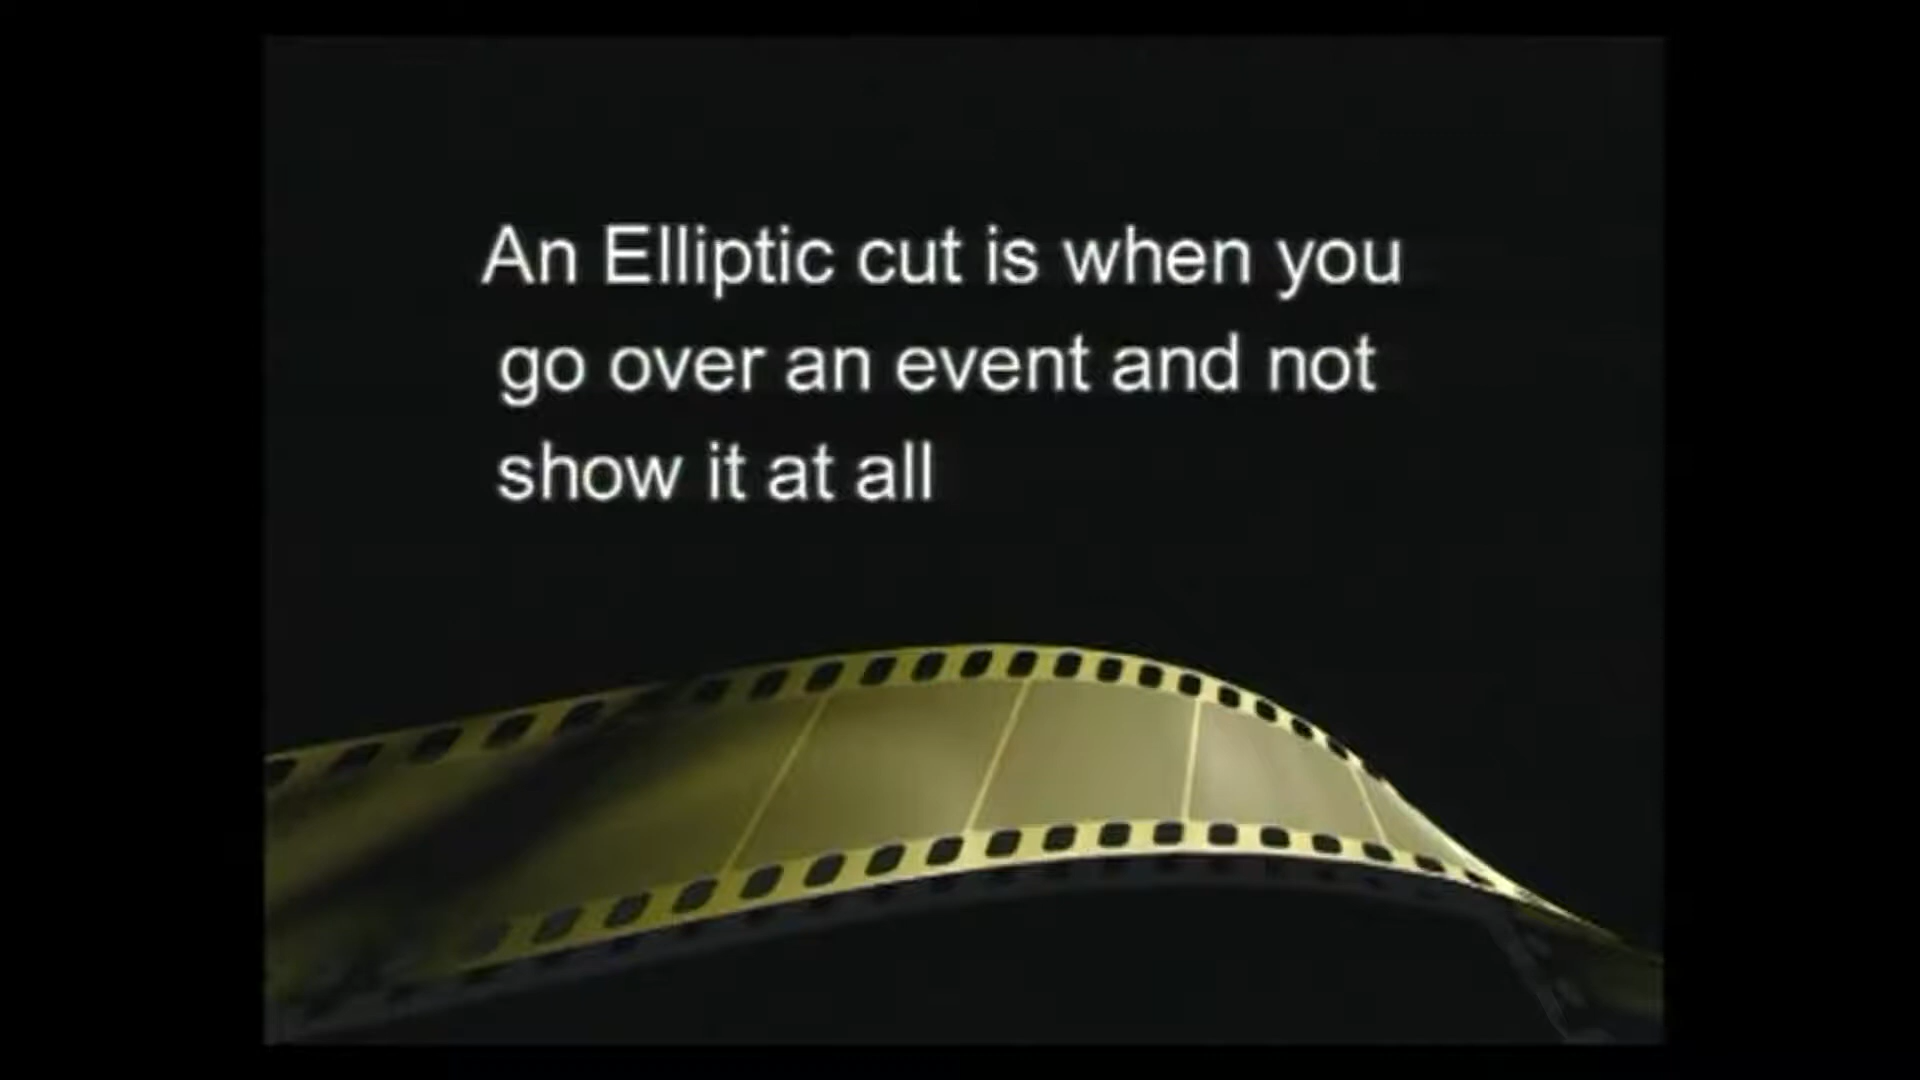 An Elliptic cut is when you
go over an event and not
show it at all